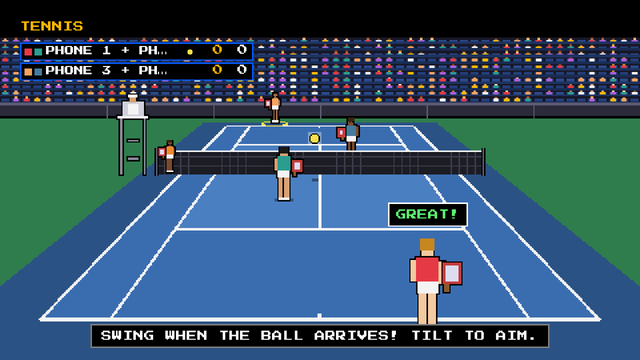 TENNIS
PHONE 1 + PH... 0 0
PHONE 3 + PH... 0 0
GREAT!
SWING WHEN THE BALL ARRIVES! TILT TO AIM.